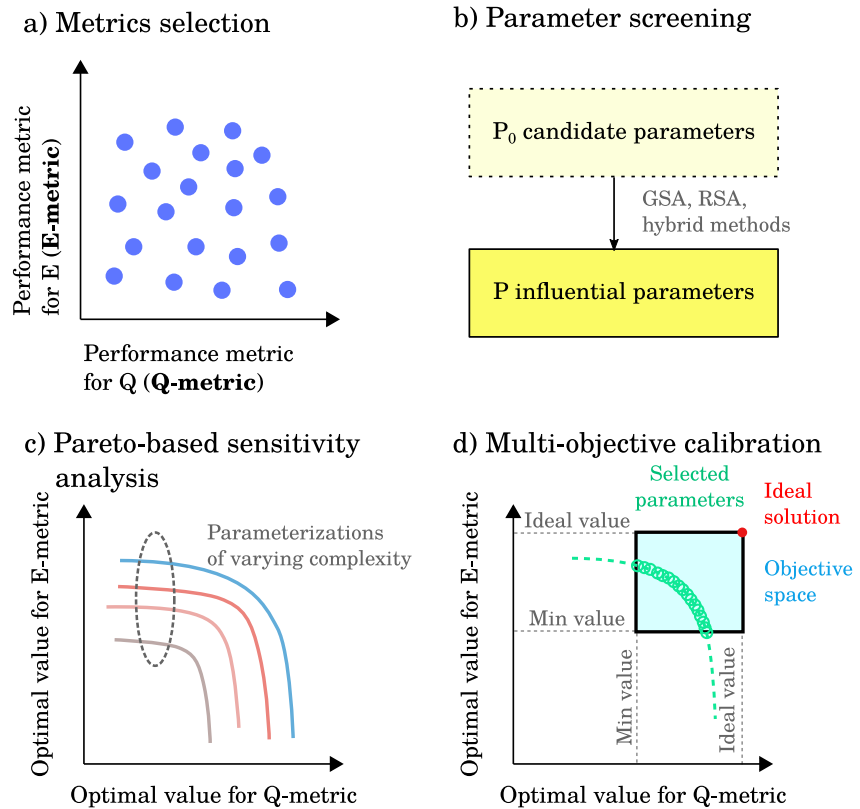 a) Metrics selection
Performance metric
for E (E-metric)
Performance metric
for Q (Q-metric)
b) Parameter screening
P0 candidate parameters
GSA, RSA,
hybrid methods
P influential parameters
c) Pareto-based sensitivity
analysis
Optimal value for E-metric
Parameterizations
of varying complexity
Optimal value for Q-metric
d) Multi-objective calibration
Optimal value for E-metric
Selected
parameters
Ideal
solution
Ideal value
Objective
space
Min value
Min value
Ideal value
Optimal value for Q-metric